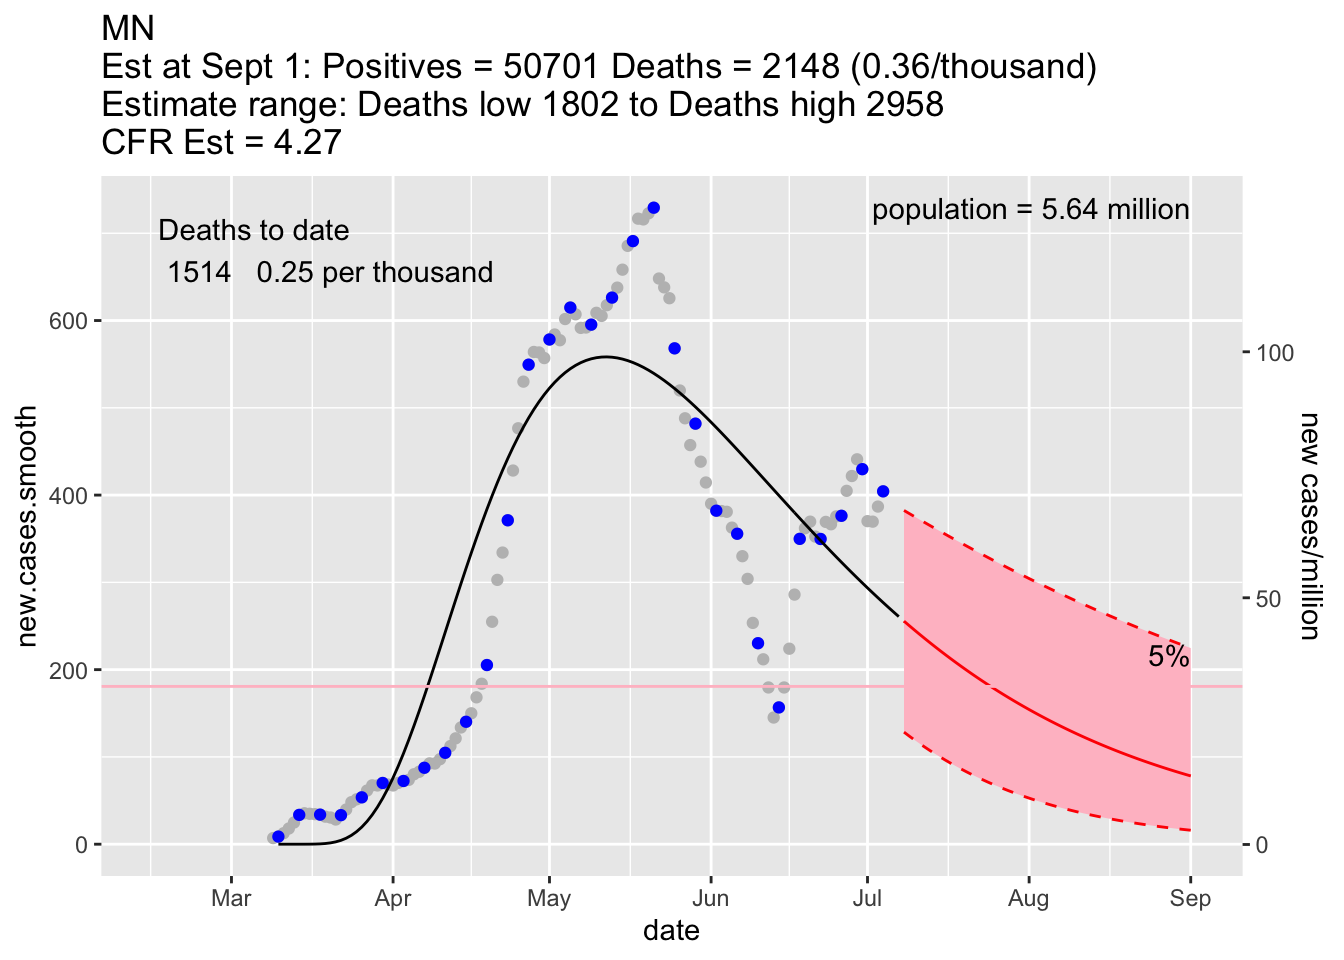 MN
Est at Sept 1: Positives = 50701 Deaths = 2148 (0.36/thousand)
Estimate range: Deaths low 1802 to Deaths high 2958
CFR Est = 4.27
population = 5.64 million
Deaths to date
1514 0.25 per thousand
600
400
200
0
new.cases.smooth
100
50
0
new cases/million
5%
Mar Apr May Jun Jul Aug Sep
date